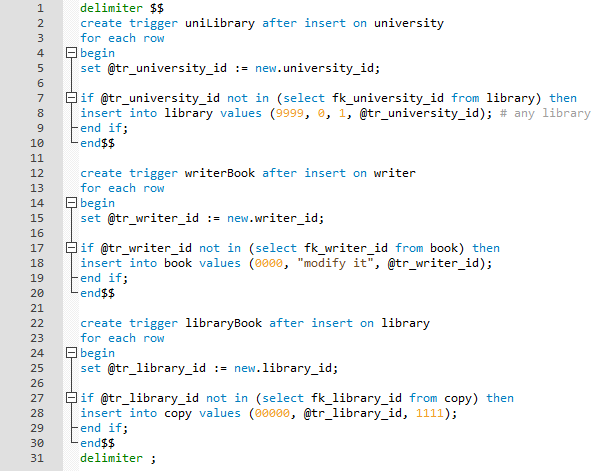 1 delimiter $$
2 create trigger uniLibrary after insert on university
3 for each row
4 begin
5 set @tr_university_id := new.university_id;
6
7 if @tr_university_id not in (select fk_university_id from library) then
8 insert into library values (9999, 0, 1, @tr_university_id); # any library
9 end if;
10 end$$
11
12 create trigger writerBook after insert on writer
13 for each row
14 begin
15 set @tr_writer_id := new.writer_id;
16
17 if @tr_writer_id not in (select fk_writer_id from book) then
18 insert into book values (0000, "modify it", @tr_writer_id);
19 end if;
20 end$$
21
22 create trigger libraryBook after insert on library
23 for each row
24 begin
25 set @tr_library_id := new.library_id;
26
27 if @tr_library_id not in (select fk_library_id from copy) then
28 insert into copy values (00000, @tr_library_id, 1111);
29 end if;
30 end$$
31 delimiter ;